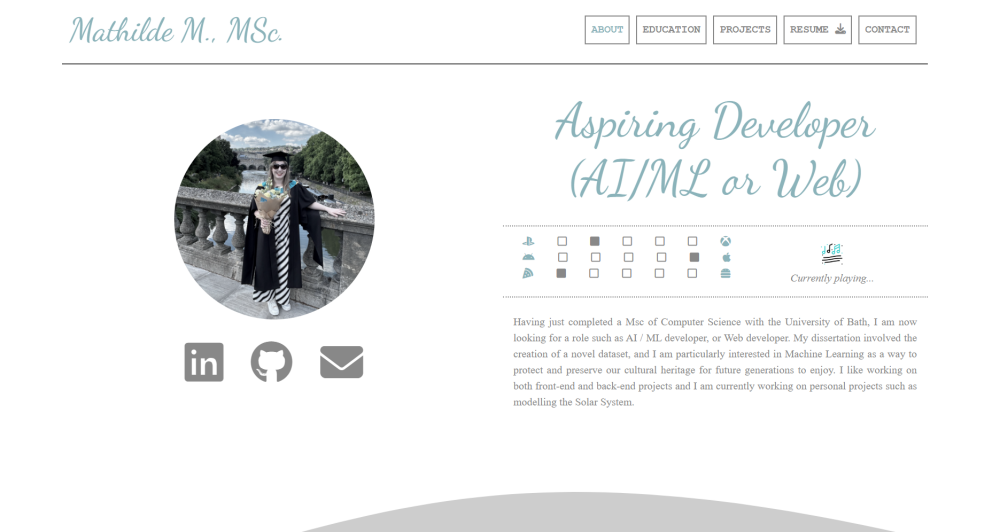 Mathilde M., MSc.
ABOUT
EDUCATION
PROJECTS
RESUME
CONTACT
Aspiring Developer
(AI/ML or Web)
Currently playing...
Having just completed a Msc of Computer Science with the University of Bath, I am now
looking for a role such as AI / ML developer, or Web developer. My dissertation involved the
creation of a novel dataset, and I am particularly interested in Machine Learning as a way to
protect and preserve our cultural heritage for future generations to enjoy. I like working on
both front-end and back-end projects and I am currently working on personal projects such as
modelling the Solar System.